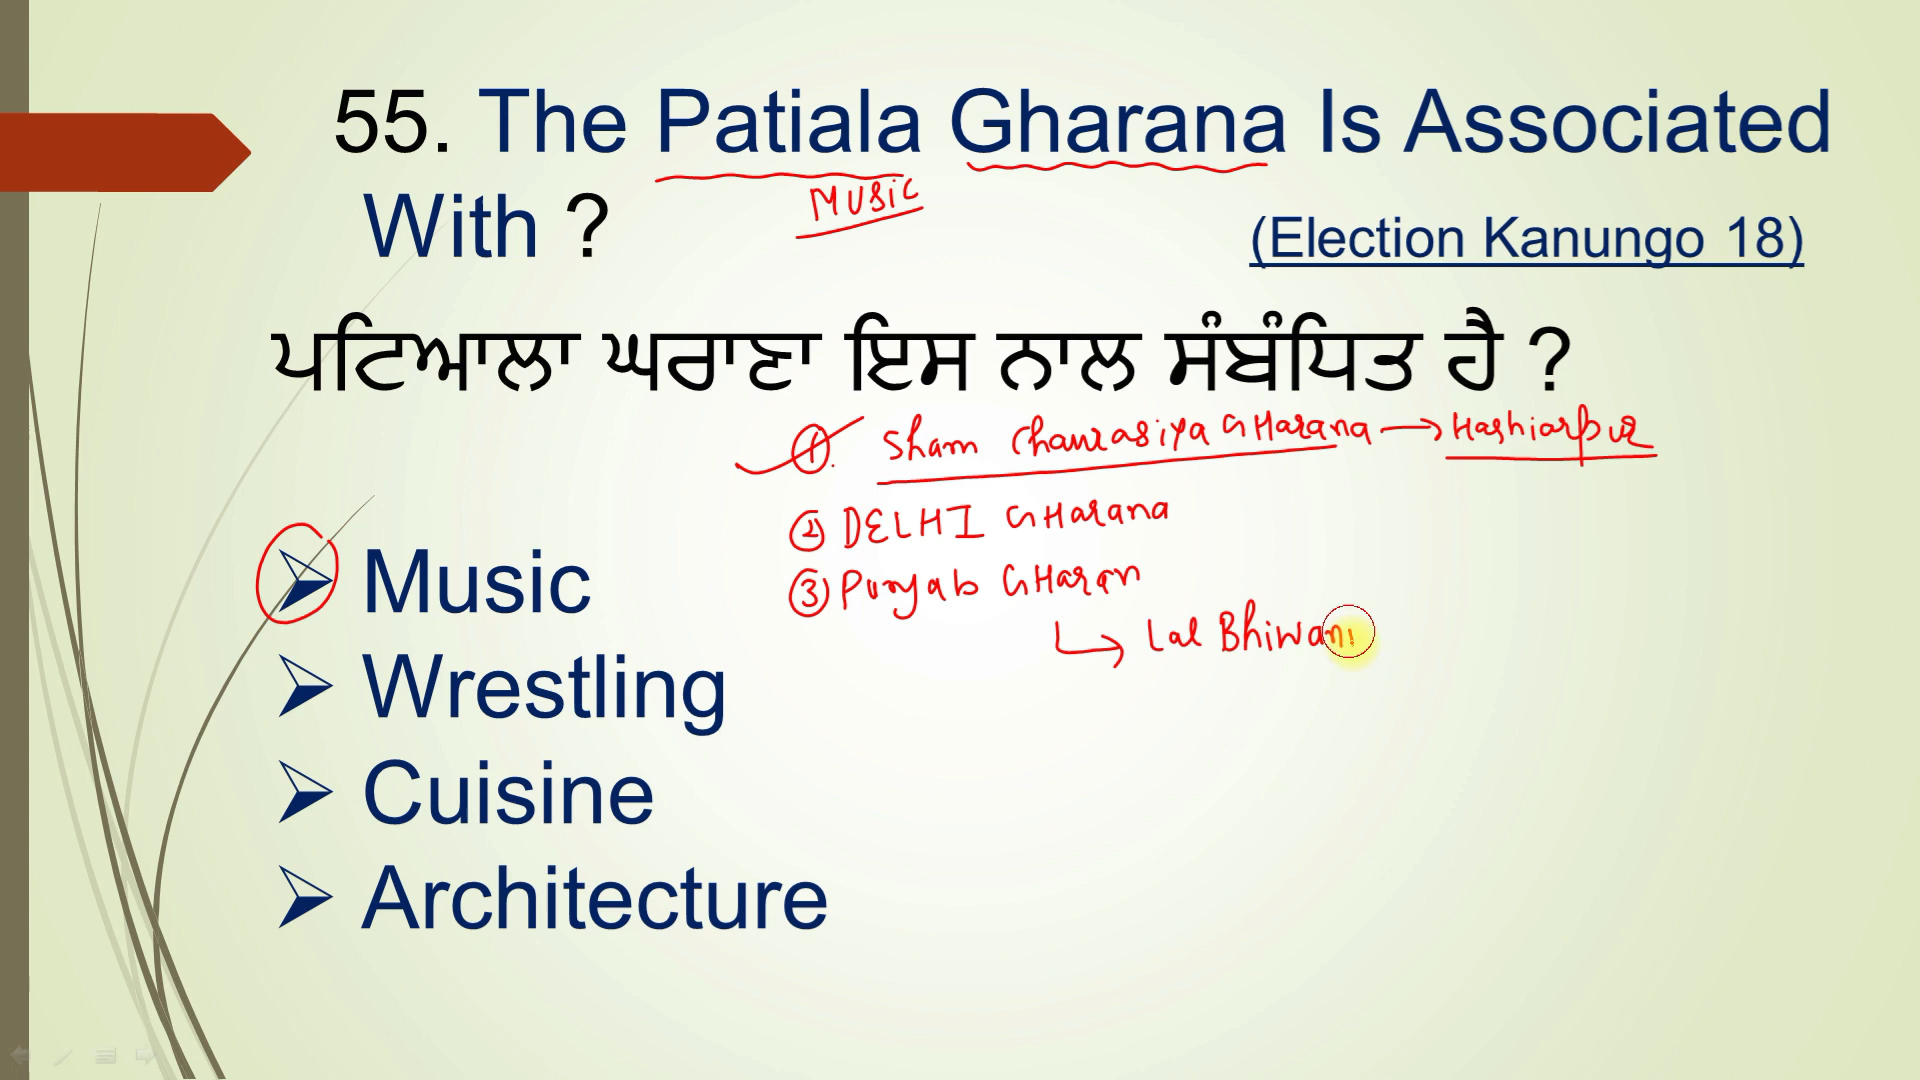 55. The Patiala Gharana Is Associated
With ?
MUSIC
(Election Kanungo 18)
ਪਟਿਆਲਾ ਘਰਾਣਾ ਇਸ ਨਾਲ ਸੰਬੰਧਿਤ ਹੈ ?
① Sham Chaurasiya GHarana → Hoshiarpur
② DELHI GHarana
③ Punjab GHaran
↳ Lal Bhiwani
➢ Music
➢ Wrestling
➢ Cuisine
➢ Architecture